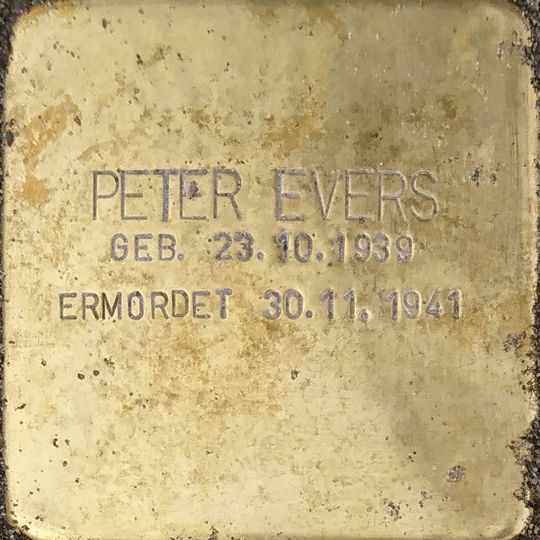 PETER EVERS
GEB. 23.10.1939
ERMORDET 30.11.1941